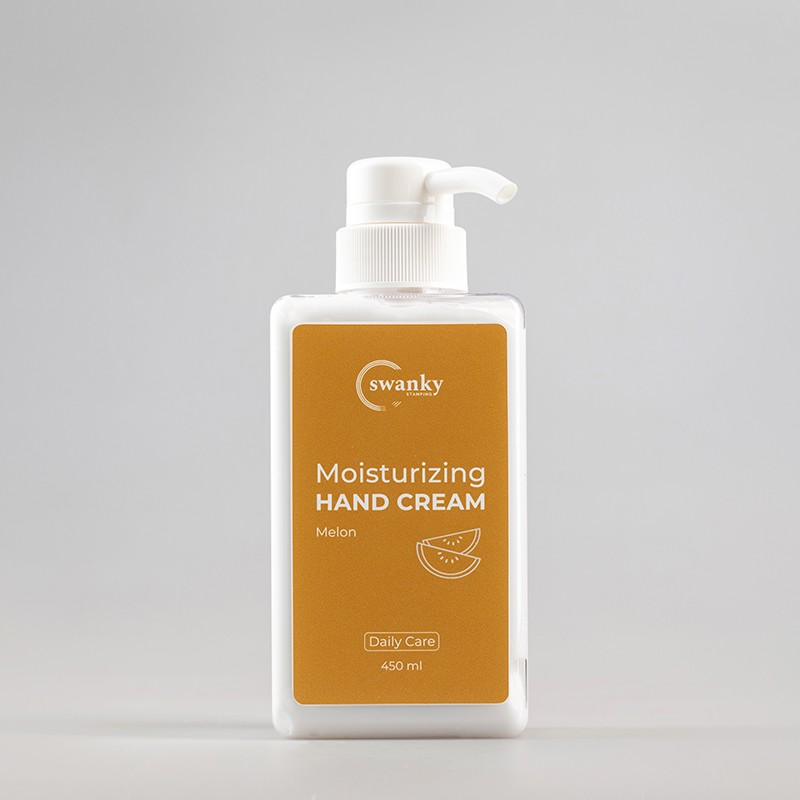 swanky
STAMPING
Moisturizing
HAND CREAM
Melon
Daily Care
450 ml